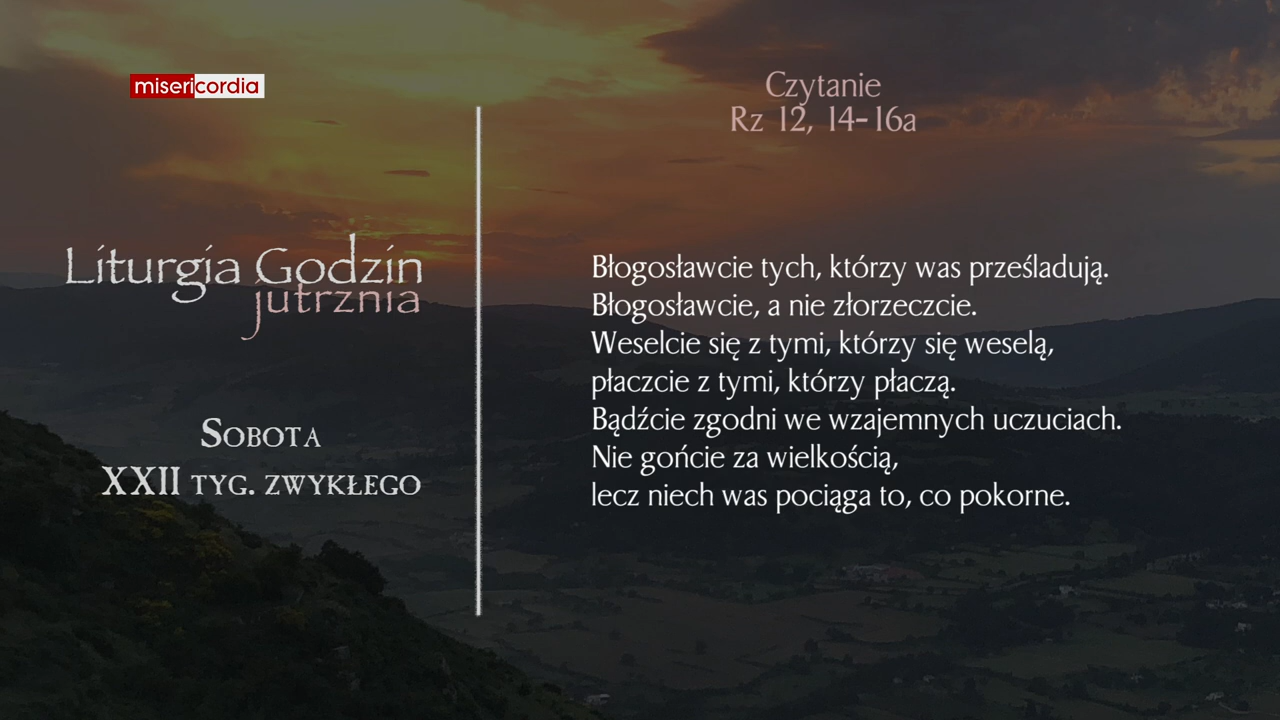 misericordia
Liturgia Godzin
jutrznia
Sobota
XXII tyg. zwykłego
Czytanie
Rz 12, 14-16a
Błogosławcie tych, którzy was prześladują.
Błogosławcie, a nie złorzeczcie.
Weselcie się z tymi, którzy się weselą,
płaczcie z tymi, którzy płaczą.
Bądźcie zgodni we wzajemnych uczuciach.
Nie gońcie za wielkością,
lecz niech was pociąga to, co pokorne.